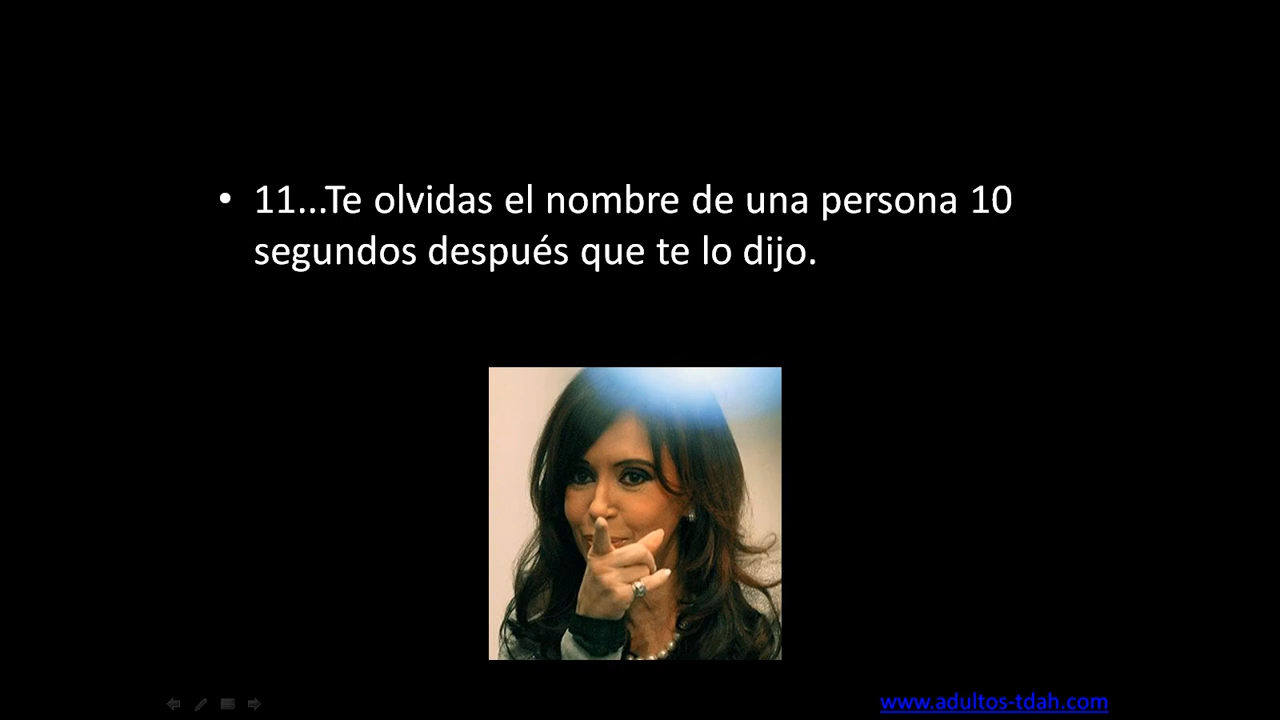 • 11...Te olvidas el nombre de una persona 10
segundos después que te lo dijo.
www.adultos-tdah.com